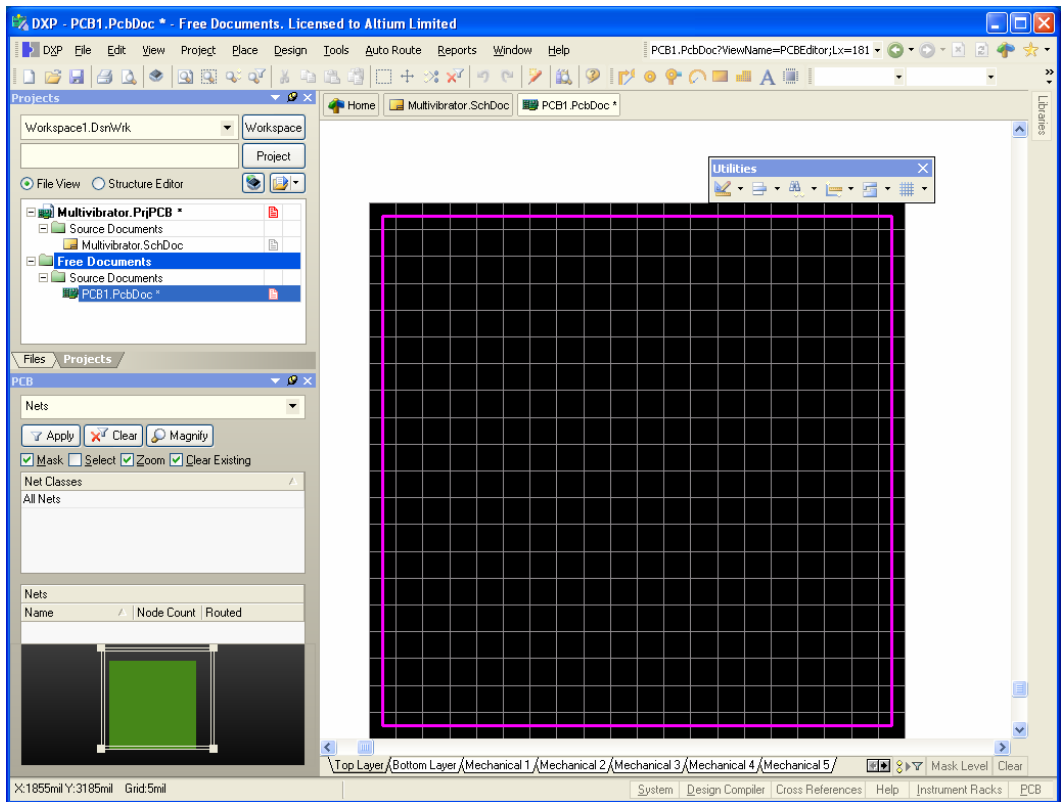 DXP - PCB1.PcbDoc * - Free Documents. Licensed to Altium Limited
DXP File Edit View Project Place Design Tools Auto Route Reports Window Help PCB1.PcbDoc?ViewName=PCBEditor;Lx=181
Projects
Home Multivibrator.SchDoc PCB1.PcbDoc *
Libraries
Workspace1.DsnWrk Workspace
Project
File View Structure Editor
Utilities
Multivibrator.PrjPCB *
Source Documents
Multivibrator.SchDoc
Free Documents
Source Documents
PCB1.PcbDoc *
Files Projects
PCB
Nets
Apply Clear Magnify
Mask Select Zoom Clear Existing
Net Classes
All Nets
Nets
Name Node Count Routed
Top Layer Bottom Layer Mechanical 1 Mechanical 2 Mechanical 3 Mechanical 4 Mechanical 5 Mask Level Clear
X:1855mil Y:3185mil Grid:5mil System Design Compiler Cross References Help Instrument Racks PCB